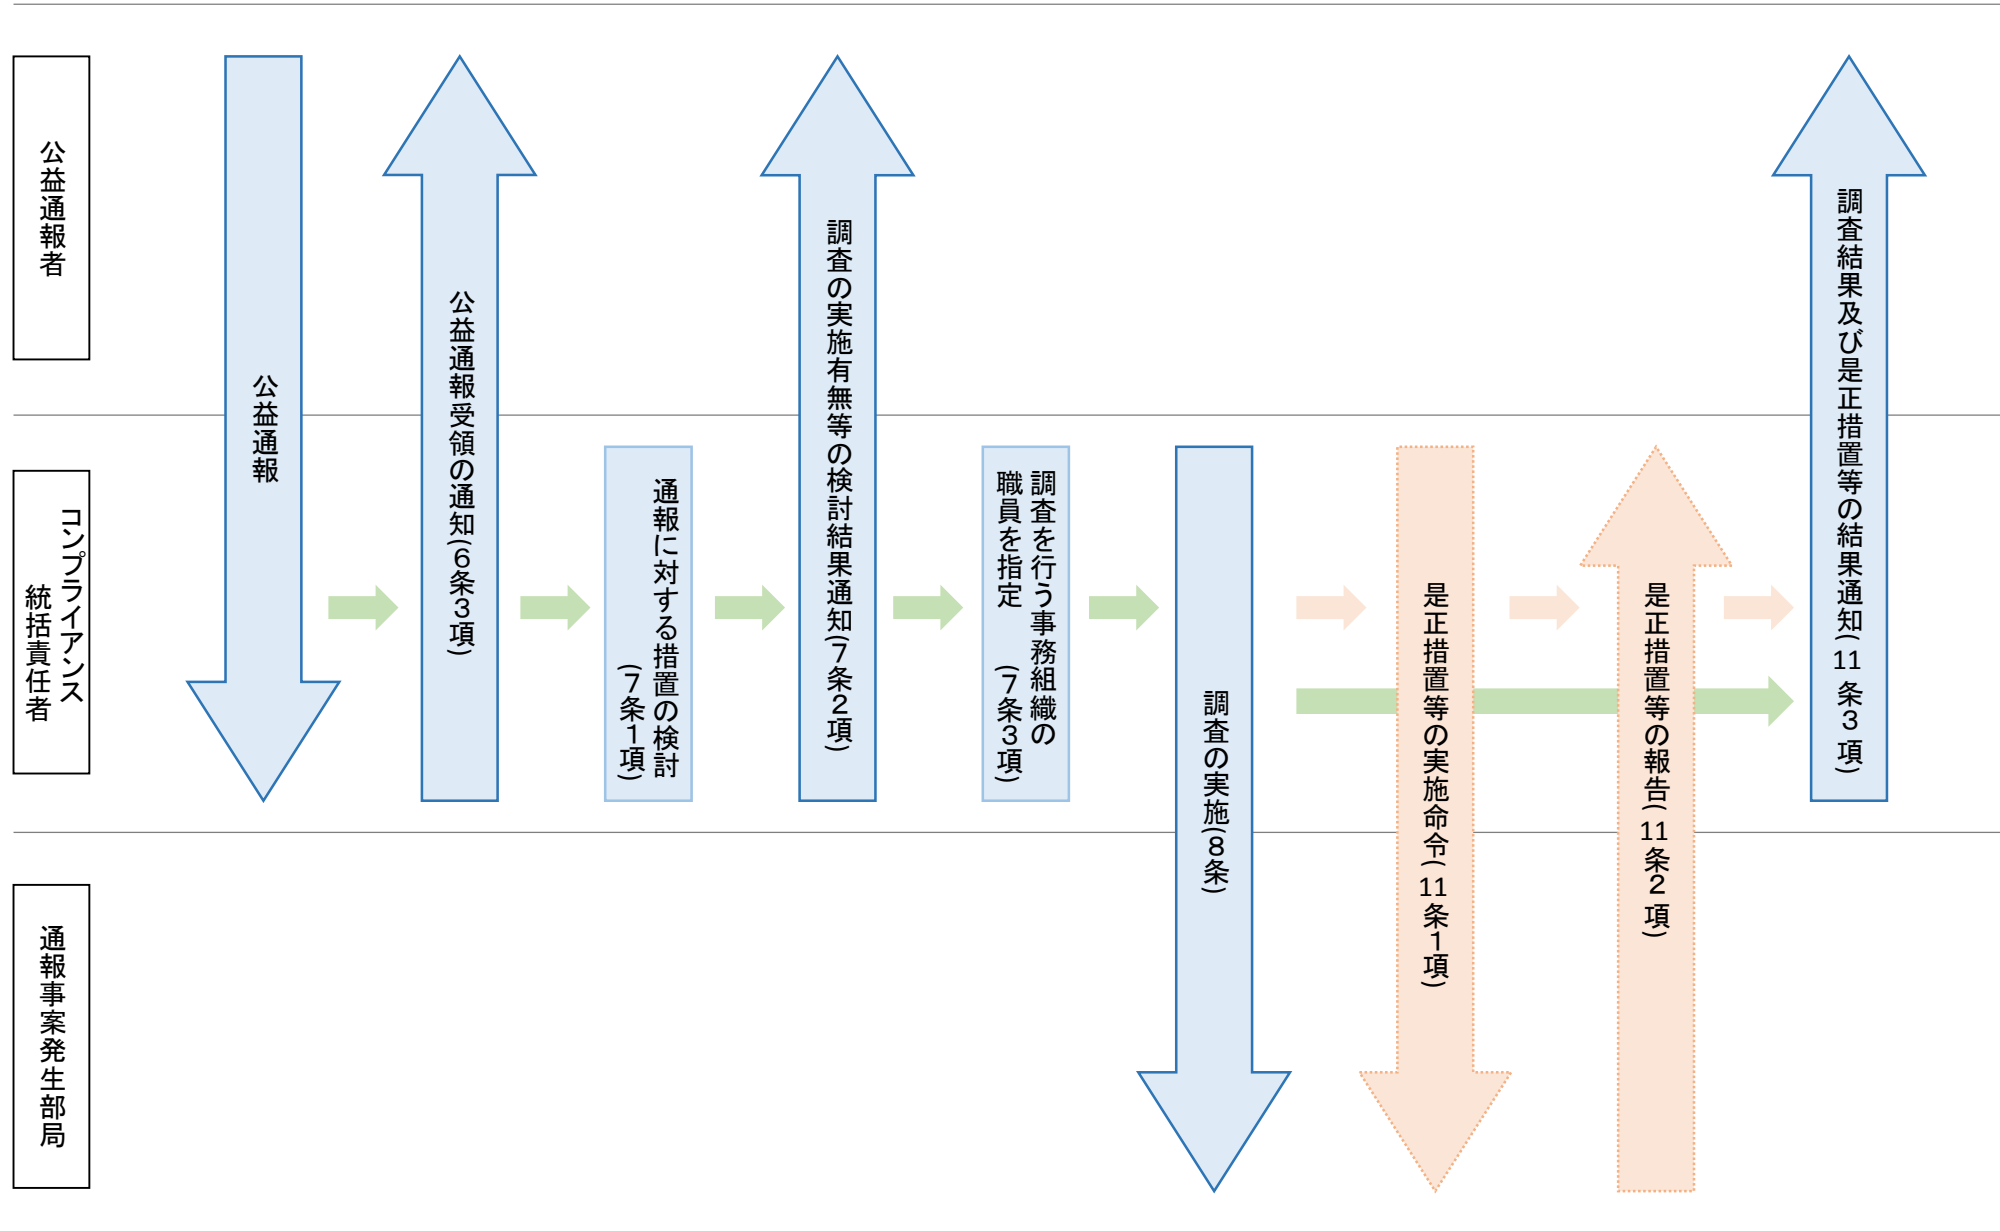 公益通報者
コンプライアンス
統括責任者
通報事案発生部局
公益通報
公益通報受領の通知(6条3項)
通報に対する措置の検討
(7条1項)
調査の実施有無等の検討結果通知(7条2項)
調査を行う事務組織の
職員を指定　(7条3項)
調査の実施(8条)
是正措置等の実施命令(11条1項)
是正措置等の報告(11条2項)
調査結果及び是正措置等の結果通知(11条3項)